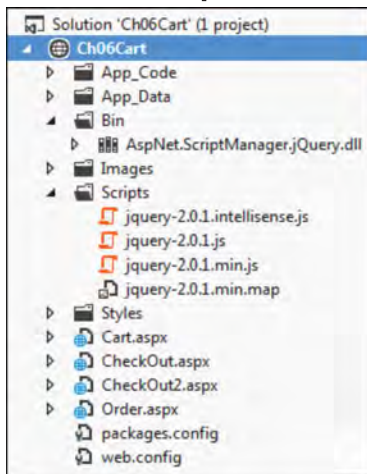 Solution 'Ch06Cart' (1 project)
Ch06Cart
App_Code
App_Data
Bin
AspNet.ScriptManager.jQuery.dll
Images
Scripts
jquery-2.0.1.intellisense.js
jquery-2.0.1.js
jquery-2.0.1.min.js
jquery-2.0.1.min.map
Styles
Cart.aspx
CheckOut.aspx
CheckOut2.aspx
Order.aspx
packages.config
web.config